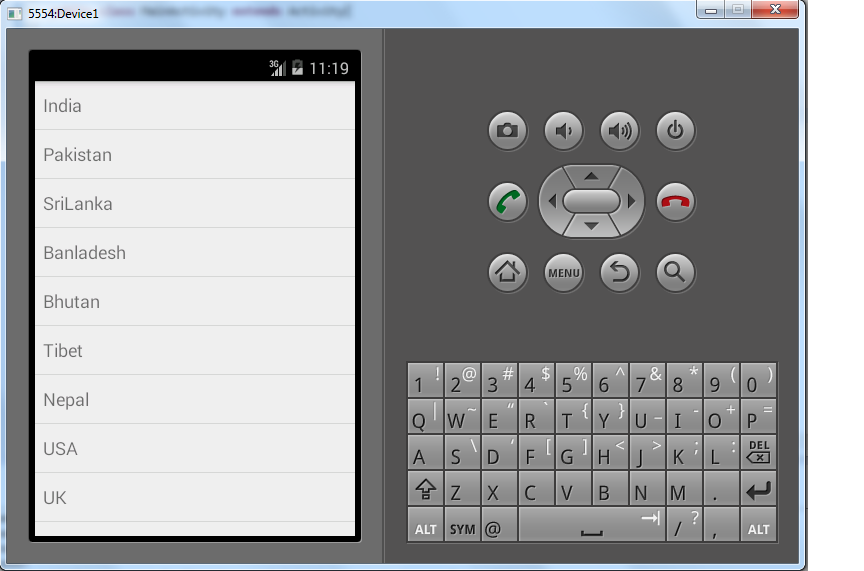 5554:Device1
3G 11:19
India
Pakistan
SriLanka
Banladesh
Bhutan
Tibet
Nepal
USA
UK
MENU
1 ! 2 @ 3 # 4 $ 5 % 6 ^ 7 & 8 * 9 ( 0 )
Q | W ~ E “ R ` T { Y } U _ I - O + P =
A S \ D ‘ F [ G ] H < J > K ; L : DEL
Z X C V B N M .
ALT SYM @ / ? , ALT